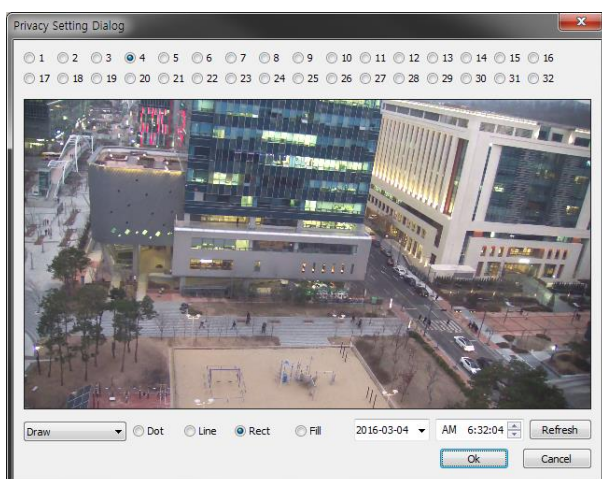 Privacy Setting Dialog
1 2 3 4 5 6 7 8 9 10 11 12 13 14 15 16
17 18 19 20 21 22 23 24 25 26 27 28 29 30 31 32
Draw Dot Line Rect Fill 2016-03-04 AM 6:32:04 Refresh
Ok Cancel